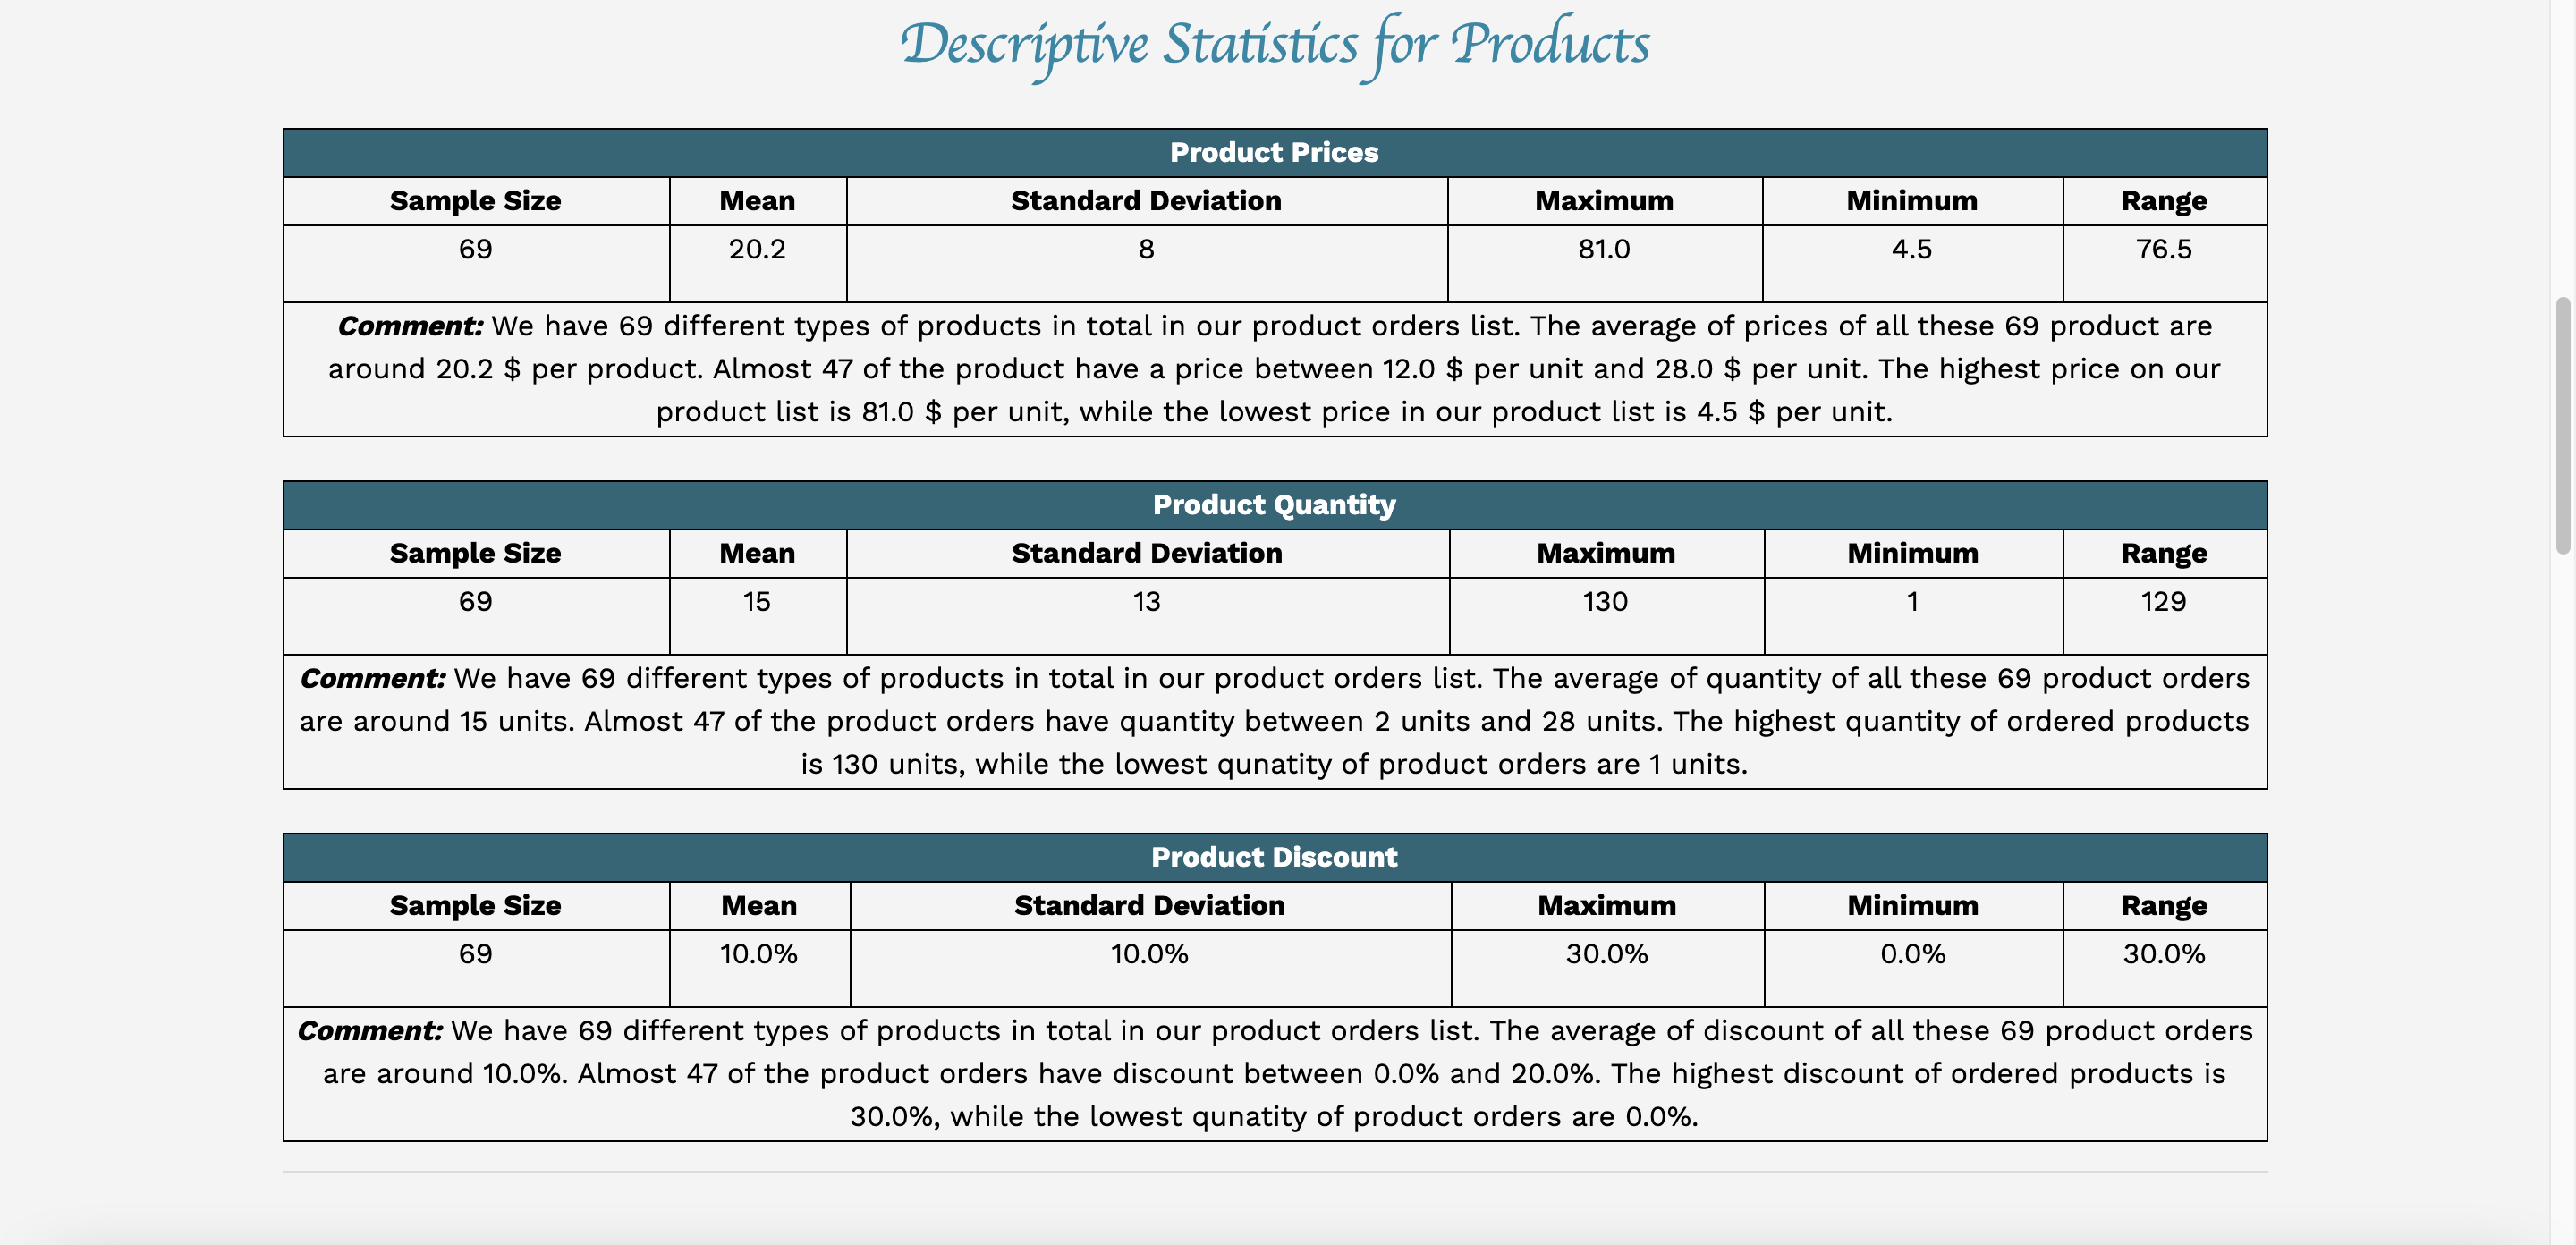 Descriptive Statistics for Products
Product Prices
Sample Size Mean Standard Deviation Maximum Minimum Range
69 20.2 8 81.0 4.5 76.5
Comment: We have 69 different types of products in total in our product orders list. The average of prices of all these 69 product are
around 20.2 $ per product. Almost 47 of the product have a price between 12.0 $ per unit and 28.0 $ per unit. The highest price on our
product list is 81.0 $ per unit, while the lowest price in our product list is 4.5 $ per unit.
Product Quantity
Sample Size Mean Standard Deviation Maximum Minimum Range
69 15 13 130 1 129
Comment: We have 69 different types of products in total in our product orders list. The average of quantity of all these 69 product orders
are around 15 units. Almost 47 of the product orders have quantity between 2 units and 28 units. The highest quantity of ordered products
is 130 units, while the lowest qunatity of product orders are 1 units.
Product Discount
Sample Size Mean Standard Deviation Maximum Minimum Range
69 10.0% 10.0% 30.0% 0.0% 30.0%
Comment: We have 69 different types of products in total in our product orders list. The average of discount of all these 69 product orders
are around 10.0%. Almost 47 of the product orders have discount between 0.0% and 20.0%. The highest discount of ordered products is
30.0%, while the lowest qunatity of product orders are 0.0%.